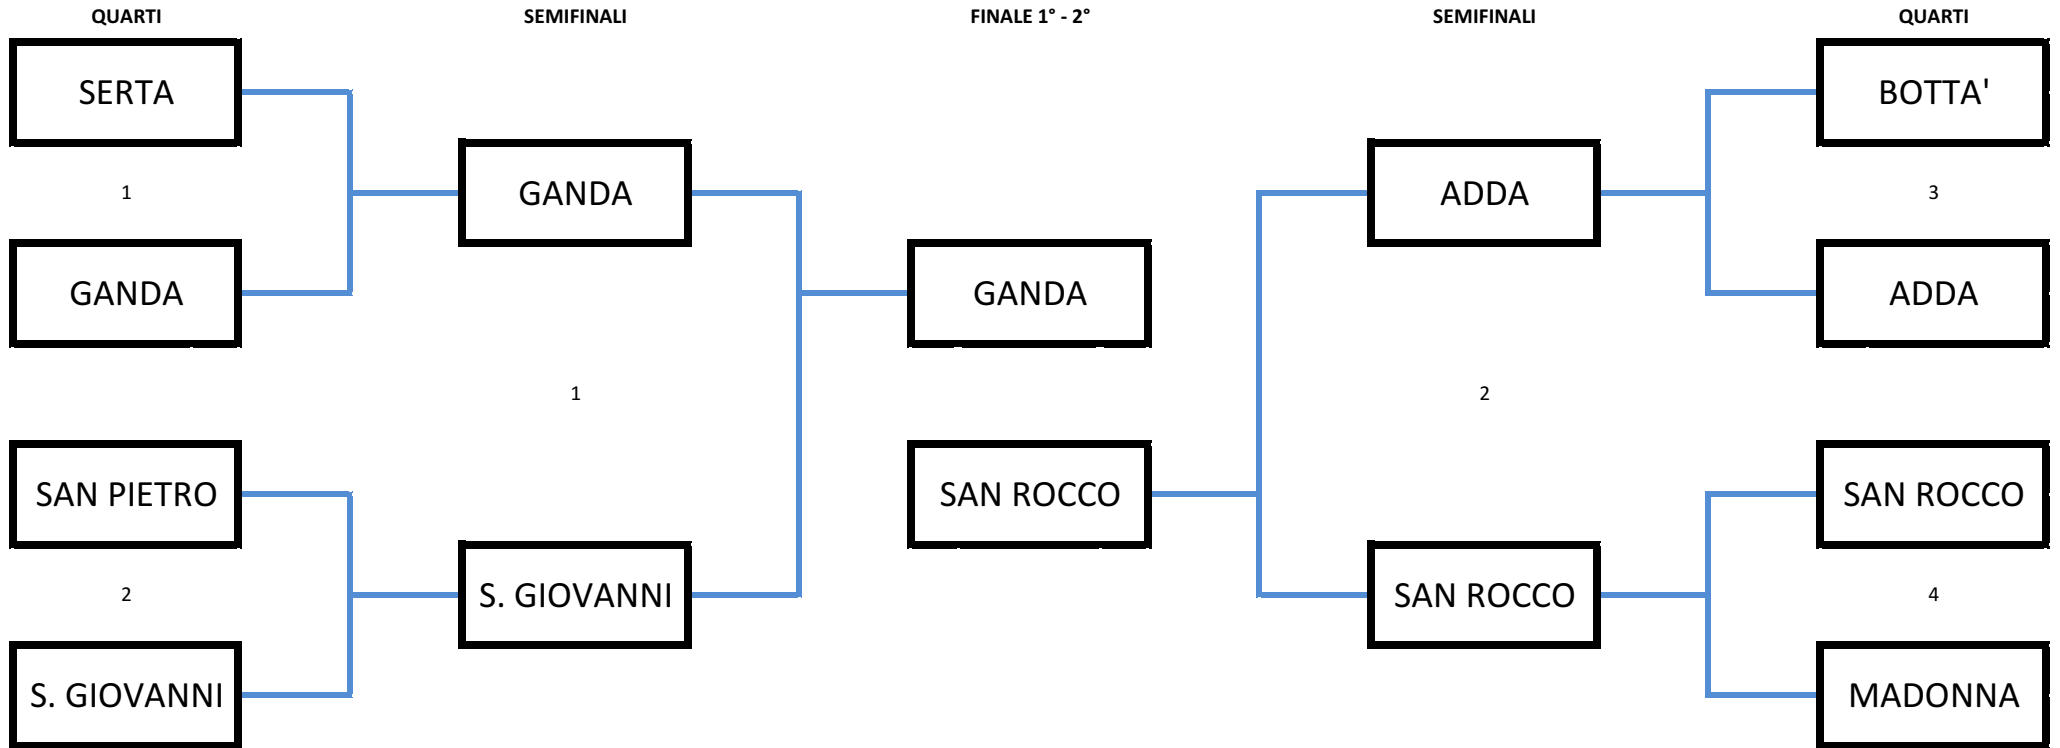 QUARTI
SEMIFINALI
FINALE 1° - 2°
SEMIFINALI
QUARTI
SERTA
BOTTA'
1
GANDA
ADDA
3
GANDA
GANDA
ADDA
1
2
SAN PIETRO
SAN ROCCO
SAN ROCCO
2
S. GIOVANNI
SAN ROCCO
4
S. GIOVANNI
MADONNA